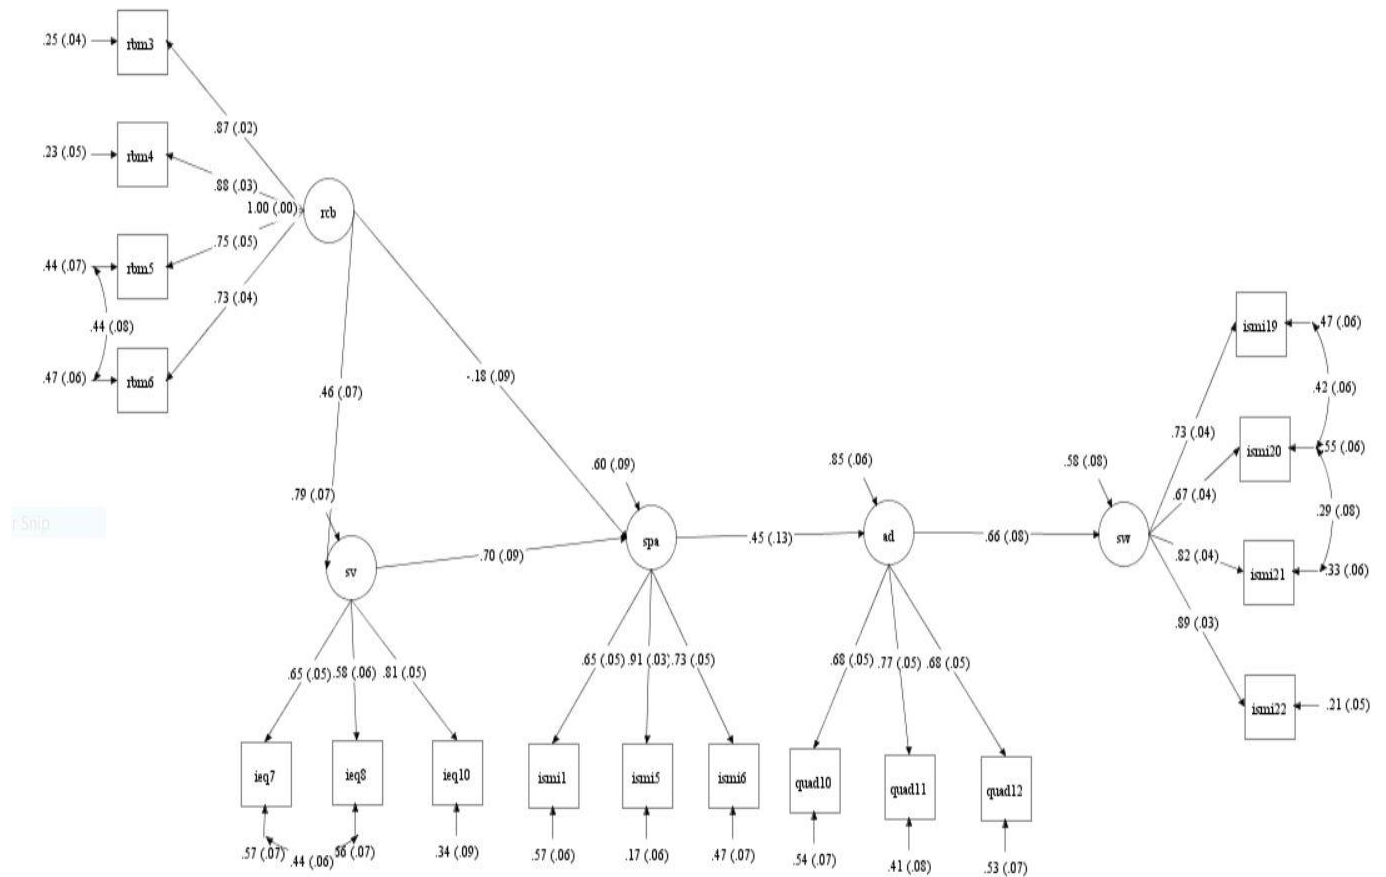 .25 (.04)
rbm3
.87 (.02)
.23 (.05)
rbm4
.88 (.03)
1.00 (.00)
rcb
.75 (.05)
.44 (.07)
rbm5
.73 (.04)
.44 (.08)
.47 (.06)
rbm6
.46 (.07)
-.18 (.09)
ismi19
.47 (.06)
.42 (.06)
.73 (.04)
ismi20
.55 (.06)
.60 (.09)
.85 (.06)
.58 (.08)
.67 (.04)
.79 (.07)
.29 (.08)
r Snip
sv
.70 (.09)
spa
.45 (.13)
ad
.66 (.08)
sw
.82 (.04)
ismi21
.33 (.06)
.89 (.03)
.65 (.05)
.58 (.06)
.81 (.05)
.65 (.05)
.91 (.03)
.73 (.05)
.68 (.05)
.77 (.05)
.68 (.05)
ismi22
.21 (.05)
ieq7
ieq8
ieq10
ismi1
ismi5
ismi6
quad10
quad11
quad12
.57 (.07)
.44 (.06)
56 (.07)
.34 (.09)
.57 (.06)
.17 (.06)
.47 (.07)
.54 (.07)
.41 (.08)
.53 (.07)